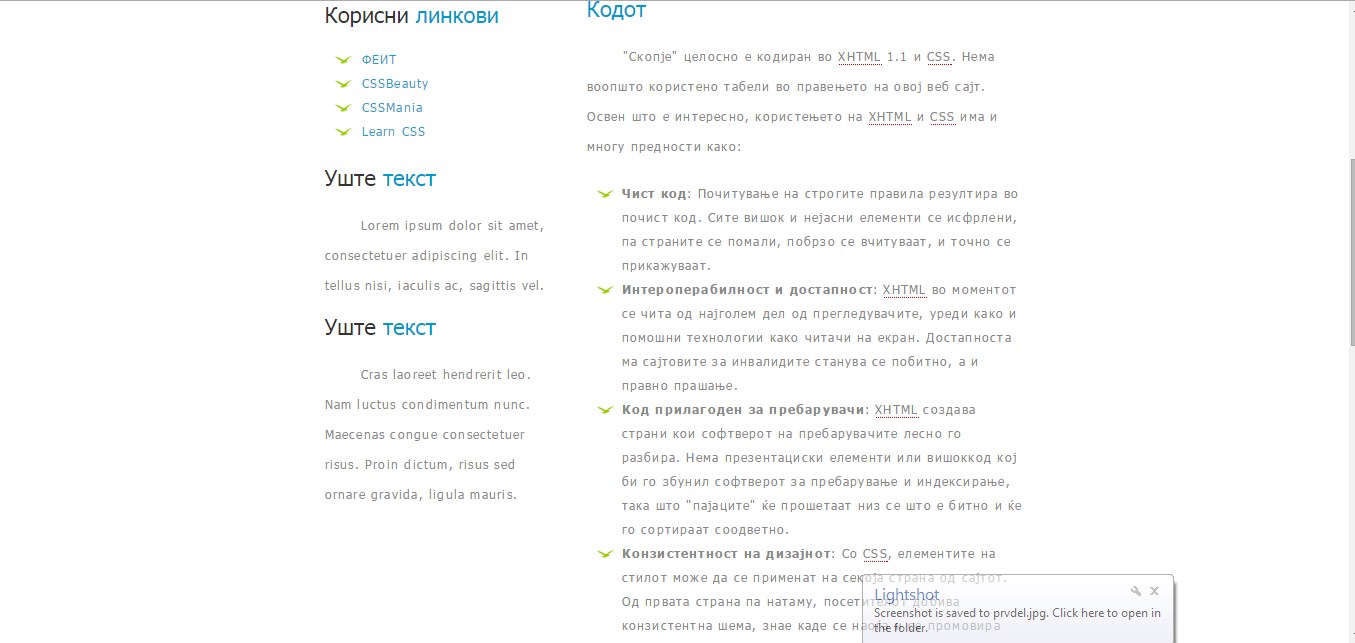 Корисни линкови
ФЕИТ
CSSBeauty
CSSMania
Learn CSS
Уште текст
Lorem ipsum dolor sit amet,
consectetuer adipiscing elit. In
tellus nisi, iaculis ac, sagittis vel.
Уште текст
Cras laoreet hendrerit leo.
Nam luctus condimentum nunc.
Maecenas congue consectetuer
risus. Proin dictum, risus sed
ornare gravida, ligula mauris.
Кодот
"Скопје" целосно е кодиран во XHTML 1.1 и CSS. Нема
воопшто користено табели во правењето на овој веб сајт.
Освен што е интересно, користењето на XHTML и CSS има и
многу предности како:
Чист код: Почитување на строгите правила резултира во
почист код. Сите вишок и нејасни елементи се исфрлени,
па страните се помали, побрзо се вчитуваат, и точно се
прикажуваат.
Интероперабилност и достапност: XHTML во моментот
се чита од најголем дел од прегледувачите, уреди како и
помошни технологии како читачи на екран. Достапноста
ма сајтовите за инвалидите станува се побитно, а и
правно прашање.
Код прилагоден за пребарувачи: XHTML создава
страни кои софтверот на пребарувачите лесно го
разбира. Нема презентациски елементи или вишоккод кој
би го збунил софтверот за пребарување и индексирање,
така што "пајаците" ќе прошетаат низ се што е битно и ќе
го сортираат соодветно.
Конзистентност на дизајнот: Со CSS, елементите на
стилот може да се применат на секоја страна од сајтот.
Од првата страна па натаму, посетителот добива
конзистентна шема, знае каде се промовира
Lightshot
Screenshot is saved to prvdel.jpg. Click here to open in
the folder.